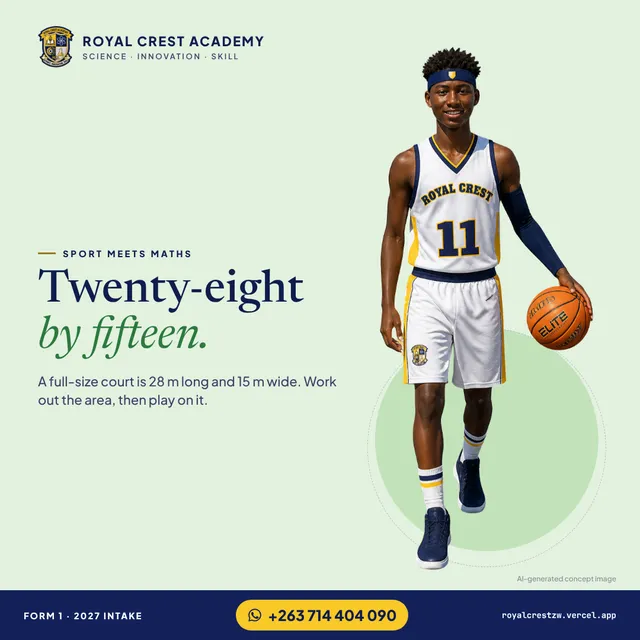 ROYAL CREST ACADEMY
SCIENCE · INNOVATION · SKILL
ROYAL CREST
11
ELITE
SPORT MEETS MATHS
Twenty-eight
by fifteen.
A full-size court is 28 m long and 15 m wide. Work
out the area, then play on it.
AI-generated concept image
FORM 1 · 2027 INTAKE
+263 714 404 090
royalcrestzw.vercel.app